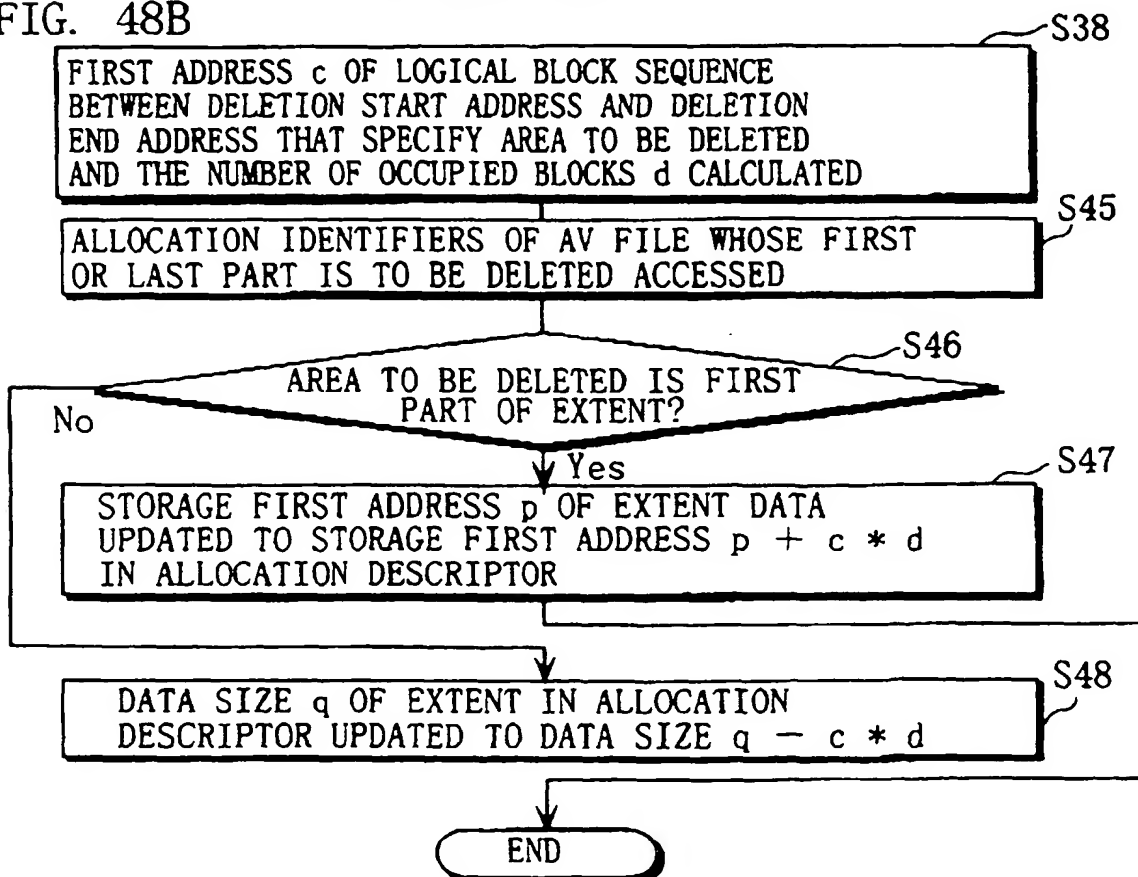 FIG. 48B
S38
FIRST ADDRESS c OF LOGICAL BLOCK SEQUENCE
BETWEEN DELETION START ADDRESS AND DELETION
END ADDRESS THAT SPECIFY AREA TO BE DELETED
AND THE NUMBER OF OCCUPIED BLOCKS d CALCULATED
S45
ALLOCATION IDENTIFIERS OF AV FILE WHOSE FIRST
OR LAST PART IS TO BE DELETED ACCESSED
S46
AREA TO BE DELETED IS FIRST
PART OF EXTENT?
No
Yes
S47
STORAGE FIRST ADDRESS p OF EXTENT DATA
UPDATED TO STORAGE FIRST ADDRESS p + c * d
IN ALLOCATION DESCRIPTOR
S48
DATA SIZE q OF EXTENT IN ALLOCATION
DESCRIPTOR UPDATED TO DATA SIZE q − c * d
END